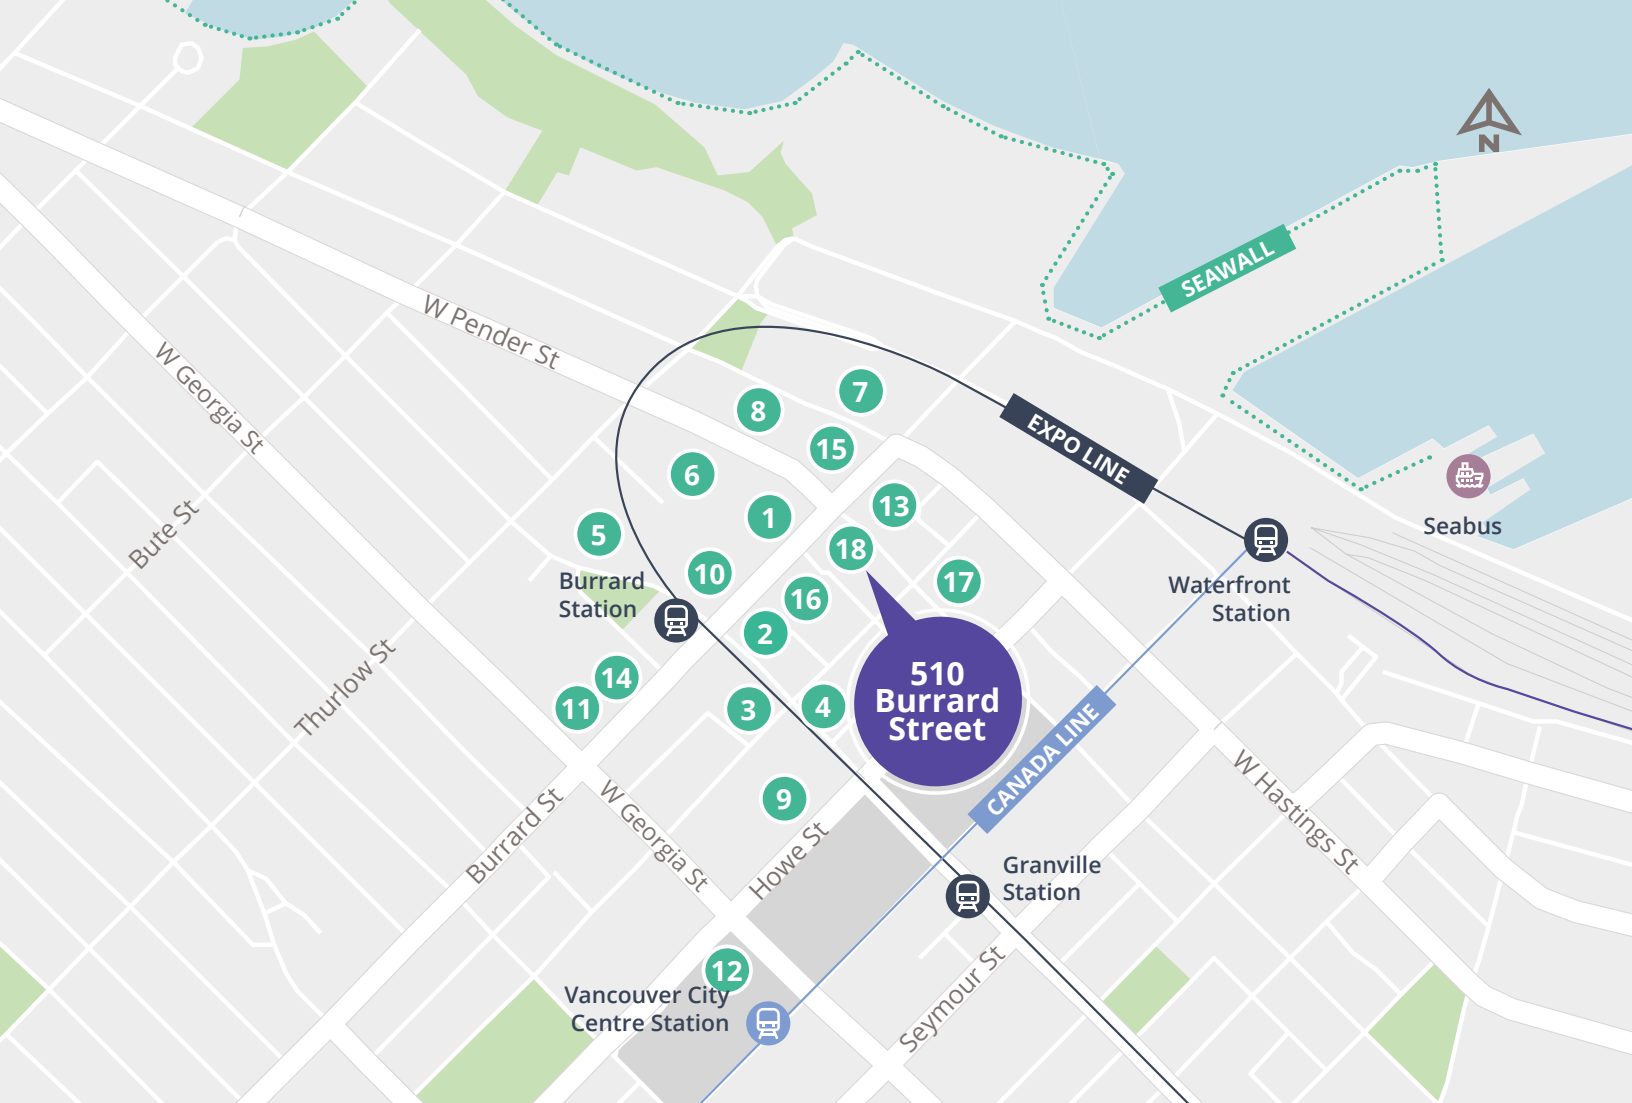 N
SEAWALL
W Pender St
W Georgia St
7
8
EXPO LINE
15
6
Seabus
13
1
5
18
Bute St
10
17
Burrard
Station
Waterfront
Station
16
2
Thurlow St
14
11
3
4
510
Burrard
Street
CANADA LINE
W Hastings St
9
Burrard St
W Georgia St
Howe St
Granville
Station
12
Vancouver City
Centre Station
Seymour St